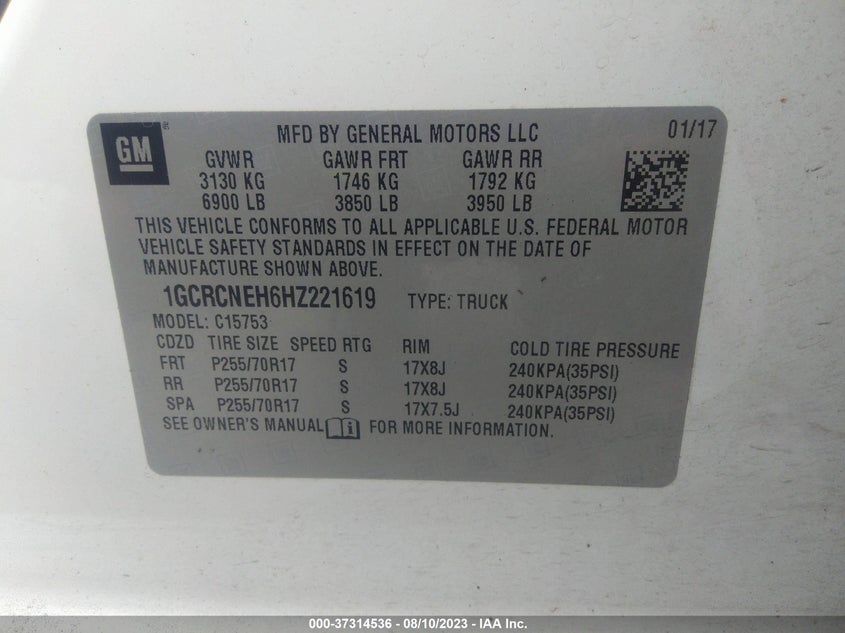 GM
MFD BY GENERAL MOTORS LLC 01/17
GVWR GAWR FRT GAWR RR
3130 KG 1746 KG 1792 KG
6900 LB 3850 LB 3950 LB
THIS VEHICLE CONFORMS TO ALL APPLICABLE U.S. FEDERAL MOTOR
VEHICLE SAFETY STANDARDS IN EFFECT ON THE DATE OF
MANUFACTURE SHOWN ABOVE.
1GCRCNEH6HZ221619 TYPE: TRUCK
MODEL: C15753
CDZD TIRE SIZE SPEED RTG RIM COLD TIRE PRESSURE
FRT P255/70R17 S 17X8J 240KPA(35PSI)
RR P255/70R17 S 17X8J 240KPA(35PSI)
SPA P255/70R17 S 17X7.5J 240KPA(35PSI)
SEE OWNER'S MANUAL FOR MORE INFORMATION.
000-37314536 - 08/10/2023 - IAA Inc.